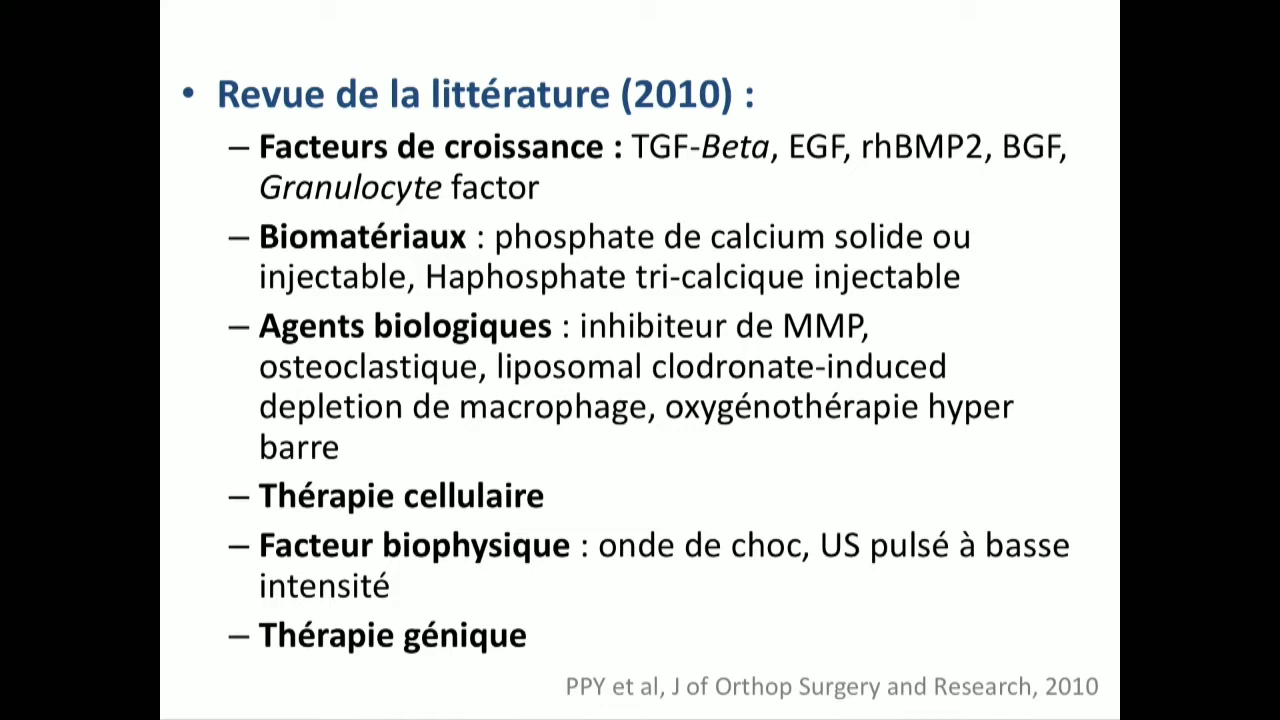 • Revue de la littérature (2010) :
– Facteurs de croissance : TGF-Beta, EGF, rhBMP2, BGF,
Granulocyte factor
– Biomatériaux : phosphate de calcium solide ou
injectable, Haphosphate tri-calcique injectable
– Agents biologiques : inhibiteur de MMP,
osteoclastique, liposomal clodronate-induced
depletion de macrophage, oxygénothérapie hyper
barre
– Thérapie cellulaire
– Facteur biophysique : onde de choc, US pulsé à basse
intensité
– Thérapie génique
PPY et al, J of Orthop Surgery and Research, 2010